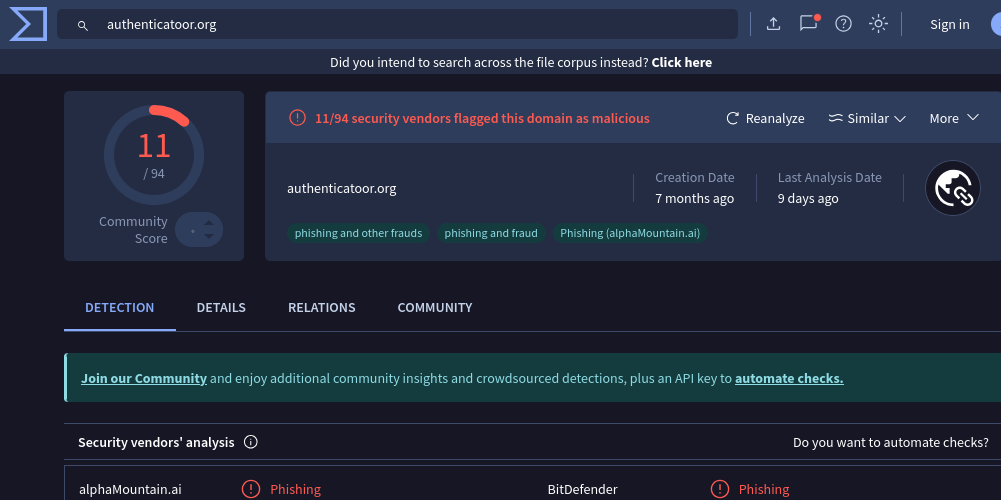 authenticatoor.org
Sign in
Did you intend to search across the file corpus instead? Click here
11
/ 94
Community
Score
11/94 security vendors flagged this domain as malicious
Reanalyze
Similar
More
authenticatoor.org
Creation Date
7 months ago
Last Analysis Date
9 days ago
phishing and other frauds
phishing and fraud
Phishing (alphaMountain.ai)
DETECTION
DETAILS
RELATIONS
COMMUNITY
Join our Community and enjoy additional community insights and crowdsourced detections, plus an API key to automate checks.
Security vendors' analysis
Do you want to automate checks?
alphaMountain.ai
Phishing
BitDefender
Phishing